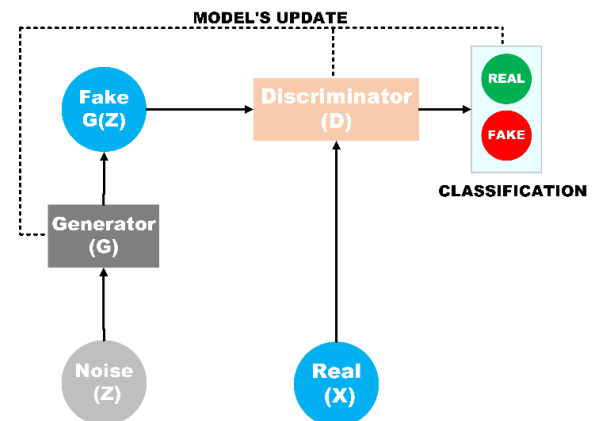 MODEL'S UPDATE
Fake
G(Z)
Discriminator
(D)
REAL
FAKE
CLASSIFICATION
Generator
(G)
Noise
(Z)
Real
(X)